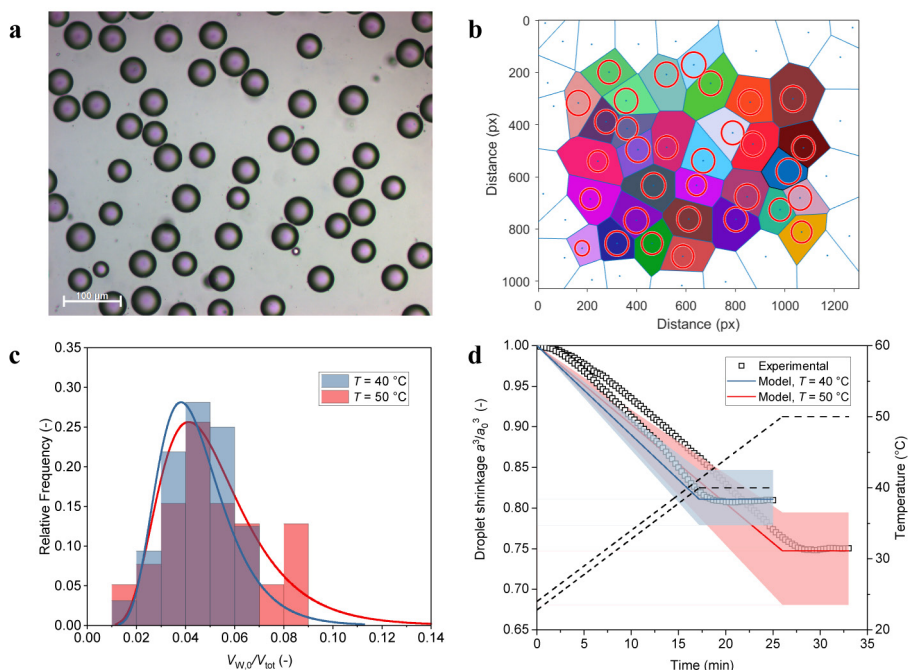 a
100 μm
b
0
200
400
600
800
1000
Distance (px)
0 200 400 600 800 1000 1200
Distance (px)
c
0.35
0.30
0.25
0.20
0.15
0.10
0.05
0.00
Relative Frequency (-)
T = 40 °C
T = 50 °C
0.00 0.02 0.04 0.06 0.08 0.10 0.12 0.14
V_W,0/V_tot (-)
d
1.00
0.95
0.90
0.85
0.80
0.75
0.70
0.65
Droplet shrinkage a³/a₀³ (-)
Experimental
Model, T = 40 °C
Model, T = 50 °C
60
50
40
30
20
Temperature (°C)
0 5 10 15 20 25 30 35
Time (min)